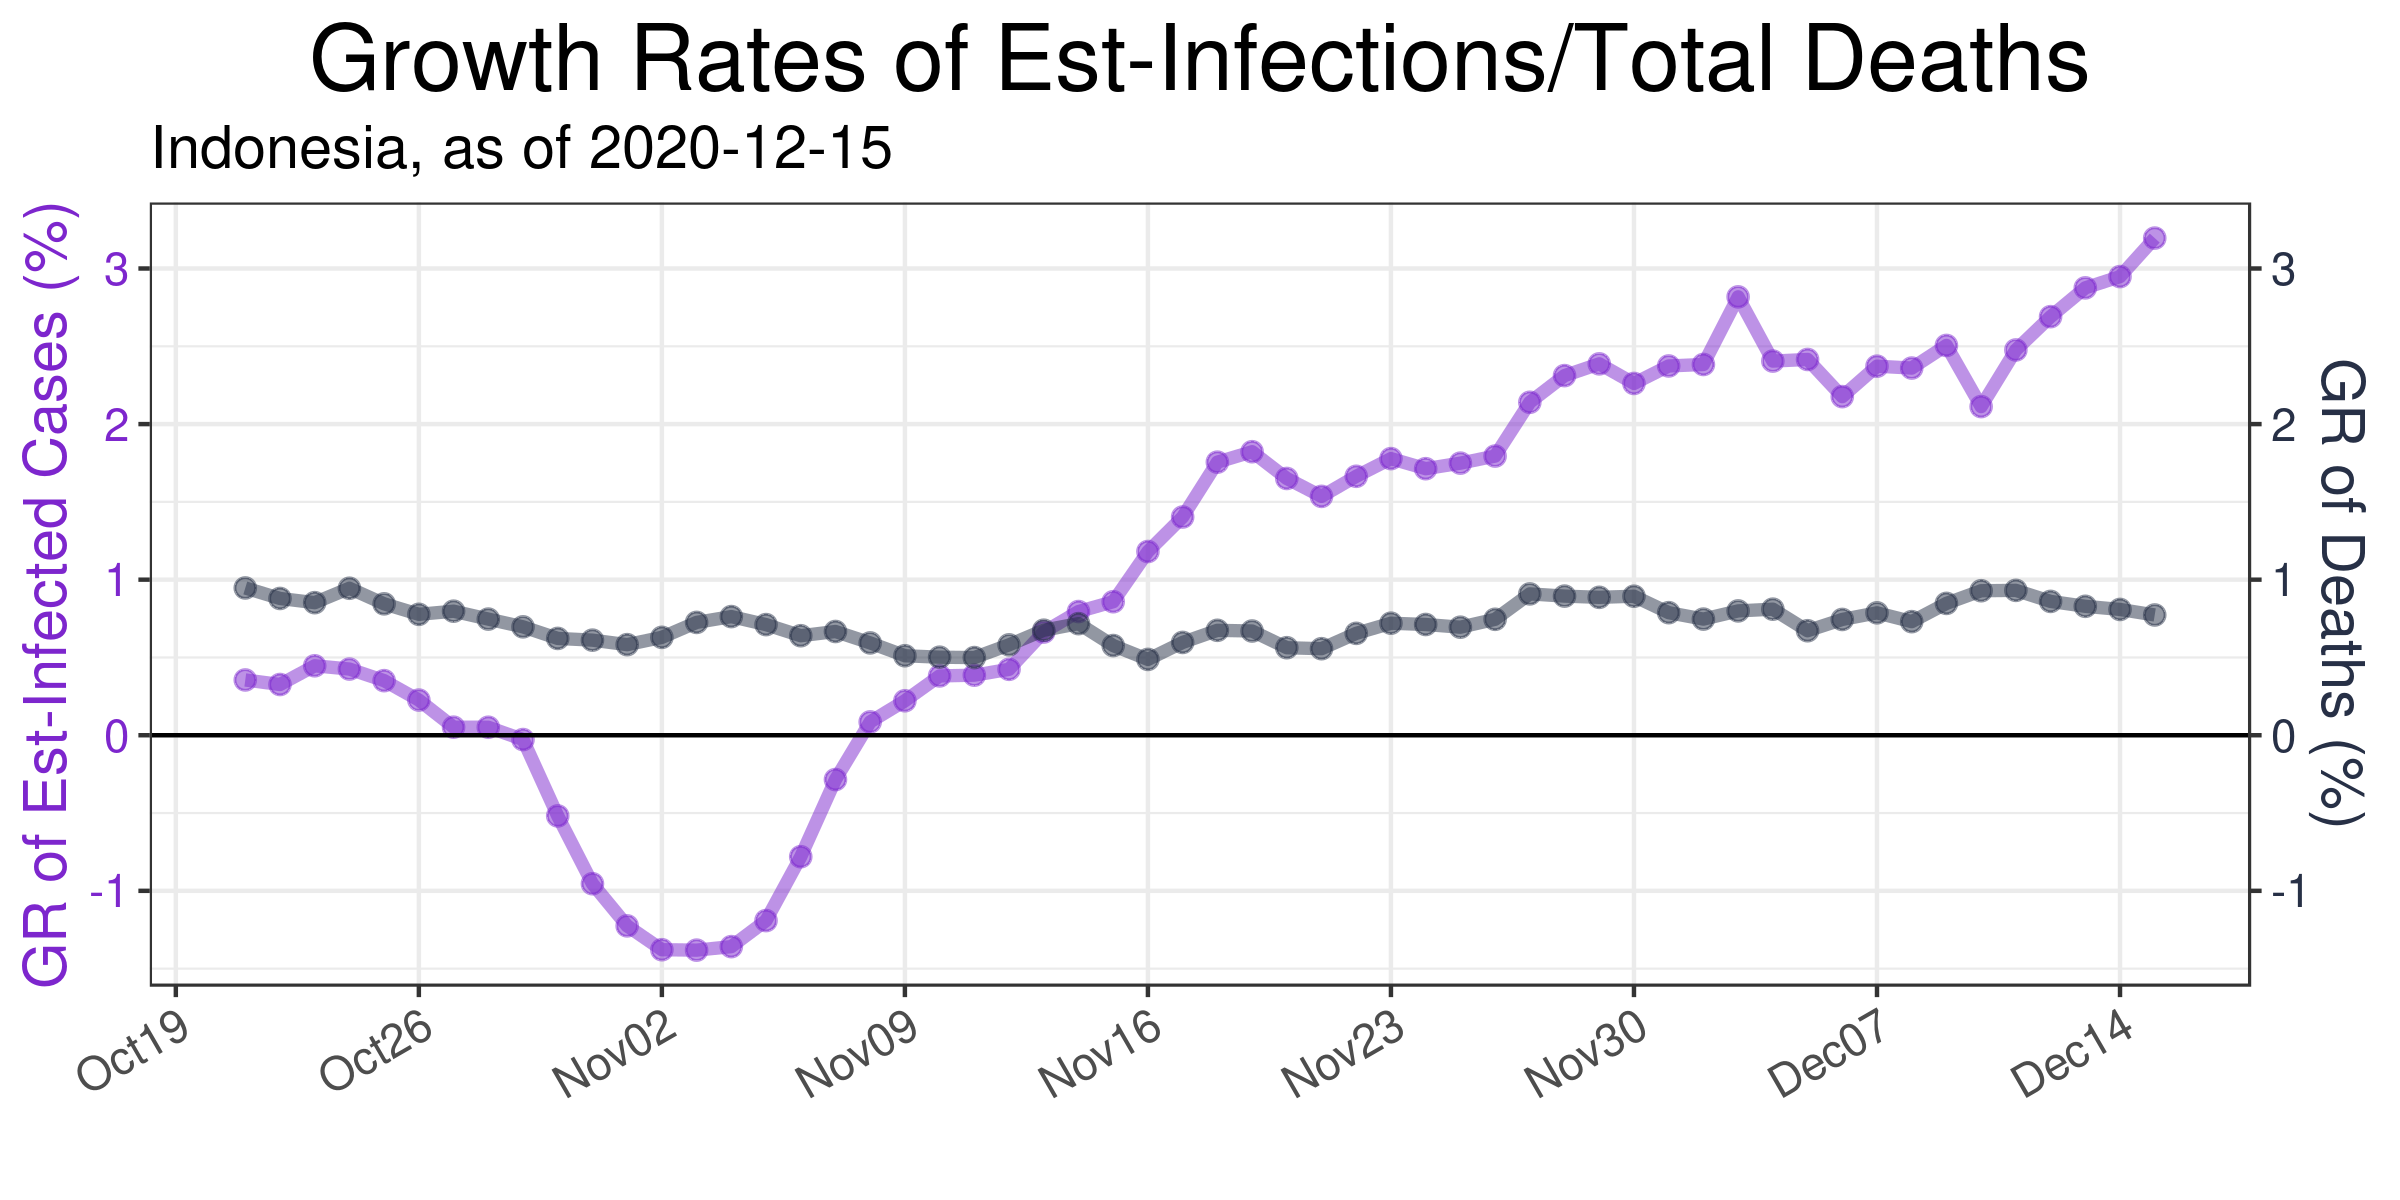 Growth Rates of Est-Infections/Total Deaths
Indonesia, as of 2020-12-15
GR of Est-Infected Cases (%)
3
2
1
0
-1
3
2
1
0
-1
GR of Deaths (%)
Oct19
Oct26
Nov02
Nov09
Nov16
Nov23
Nov30
Dec07
Dec14